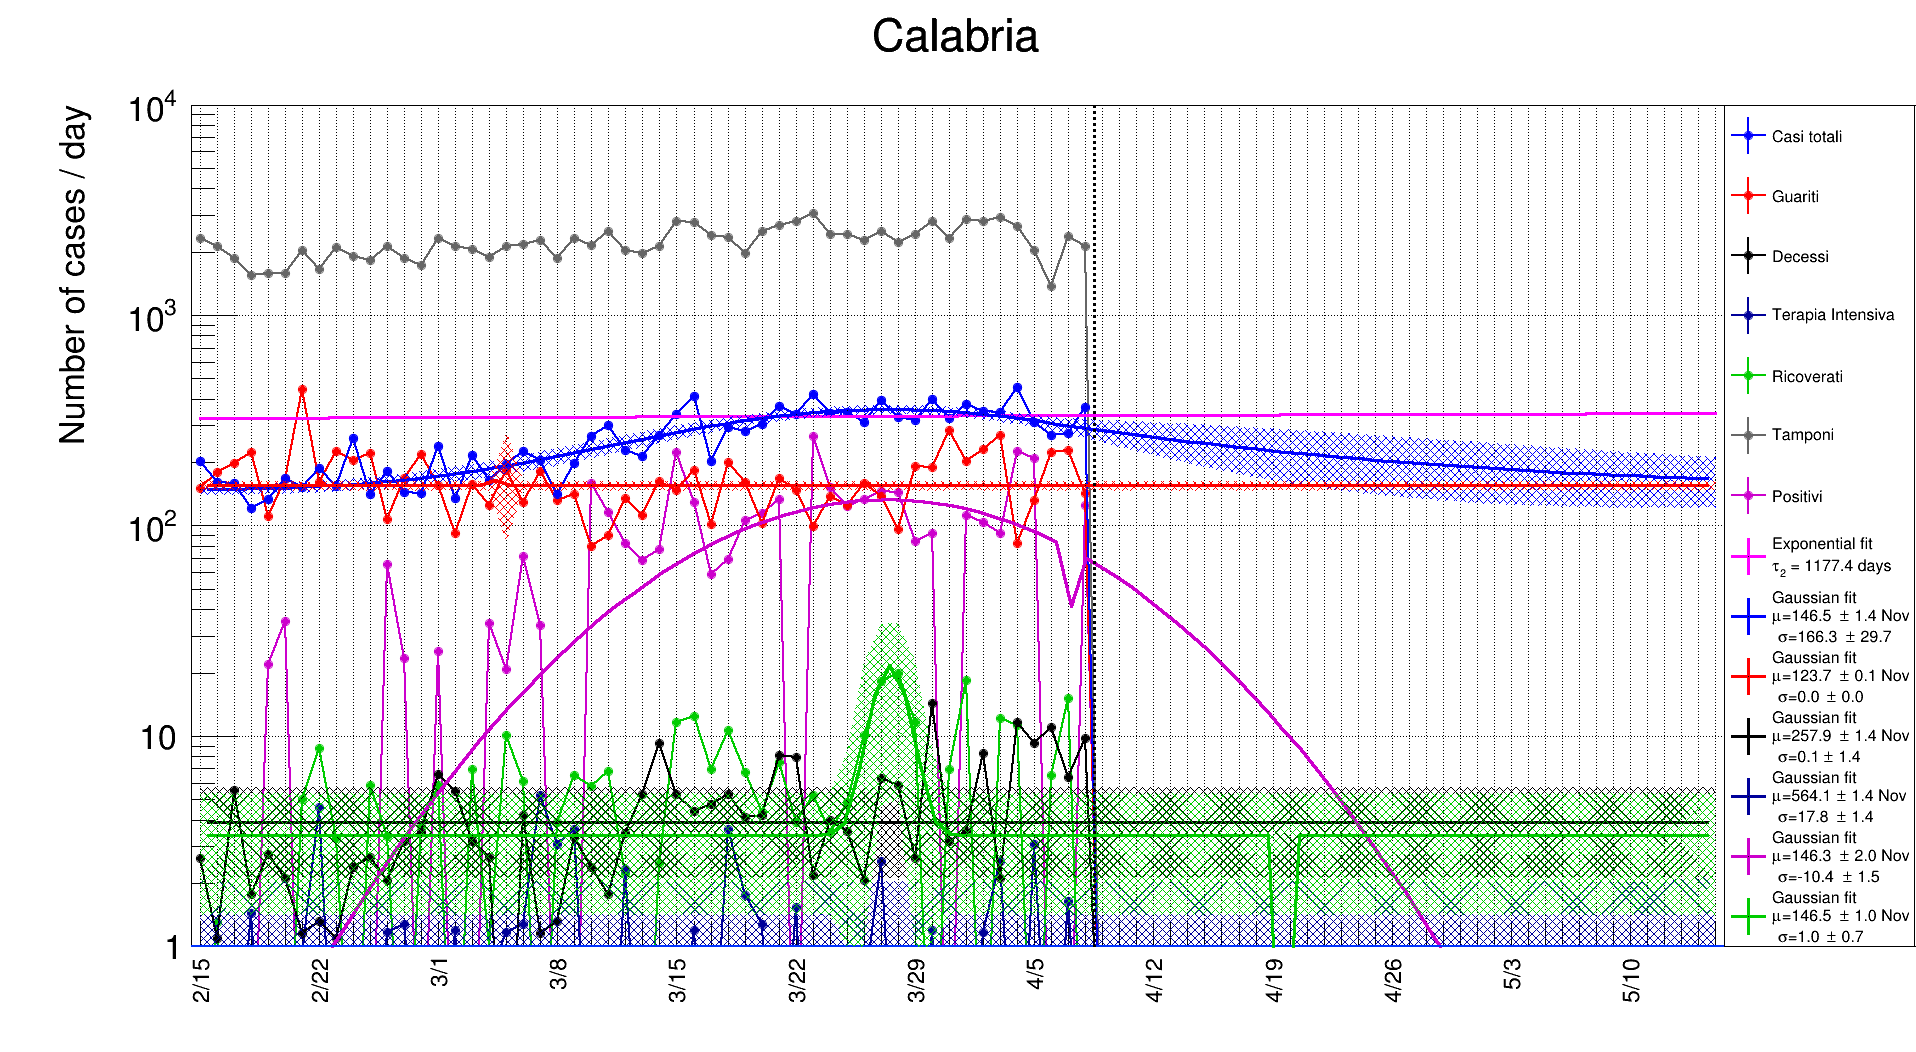 Calabria
Number of cases / day
10^4
10^3
10^2
10
1
2/15
2/22
3/1
3/8
3/15
3/22
3/29
4/5
4/12
4/19
4/26
5/3
5/10
Casi totali
Guariti
Decessi
Terapia Intensiva
Ricoverati
Tamponi
Positivi
Exponential fit
τ₂ = 1177.4 days
Gaussian fit
μ=146.5 ± 1.4 Nov
σ=166.3 ± 29.7
Gaussian fit
μ=123.7 ± 0.1 Nov
σ=0.0 ± 0.0
Gaussian fit
μ=257.9 ± 1.4 Nov
σ=0.1 ± 1.4
Gaussian fit
μ=564.1 ± 1.4 Nov
σ=17.8 ± 1.4
Gaussian fit
μ=146.3 ± 2.0 Nov
σ=-10.4 ± 1.5
Gaussian fit
μ=146.5 ± 1.0 Nov
σ=1.0 ± 0.7